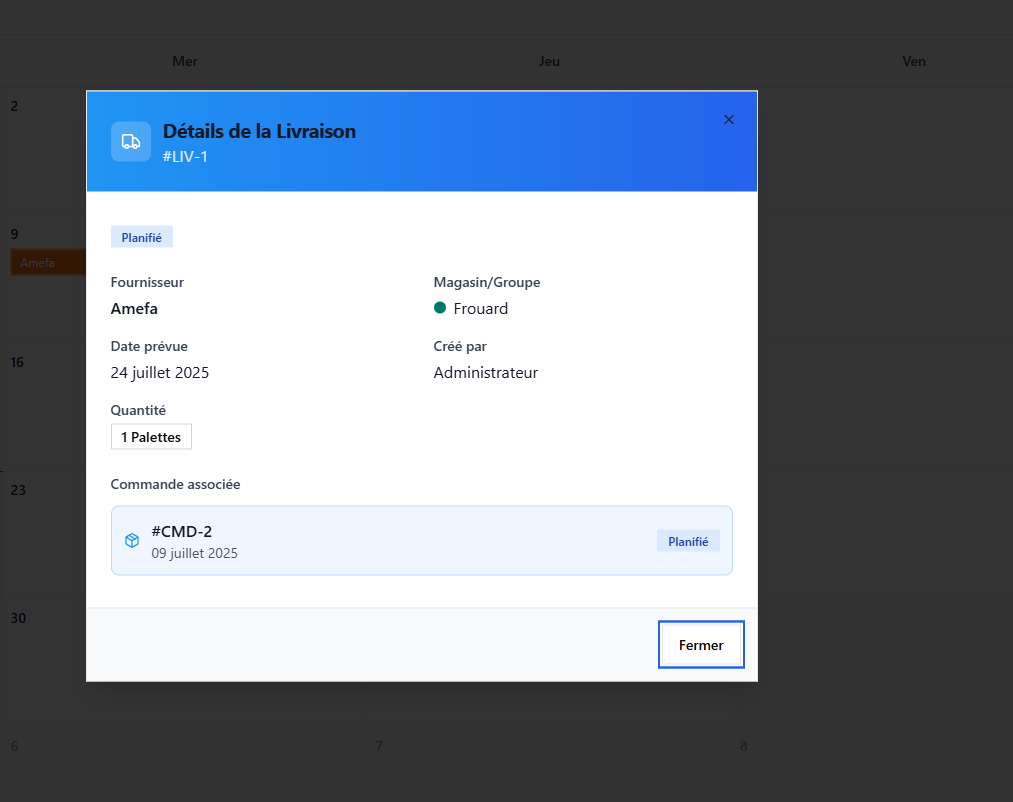 Mer Jeu Ven
2
Détails de la Livraison
#LIV-1
Planifié
9
Amefa
Fournisseur Magasin/Groupe
Amefa Frouard
Date prévue Créé par
16
24 juillet 2025 Administrateur
Quantité
1 Palettes
Commande associée
23
#CMD-2
Planifié
09 juillet 2025
30
Fermer
6 7 8